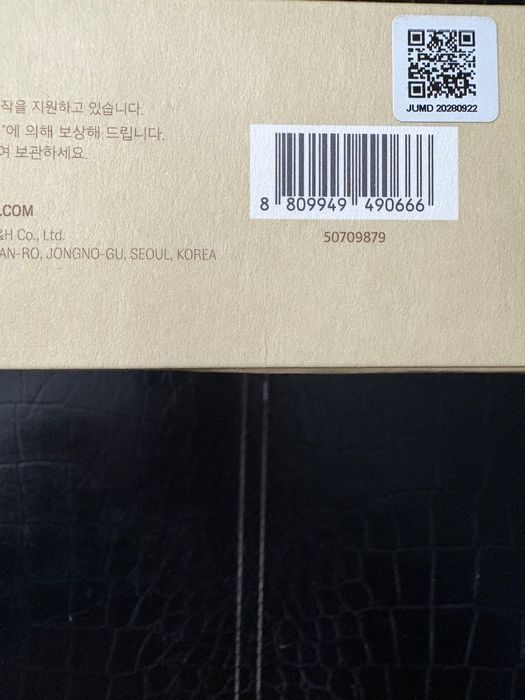 JUMD 20280922
작을 지원하고 있습니다
"에 의해 보상해 드립니다.
여 보관하세요.
8 809949 490666
.COM
50709879
&H Co., Ltd.
AN-RO, JONGNO-GU, SEOUL, KOREA